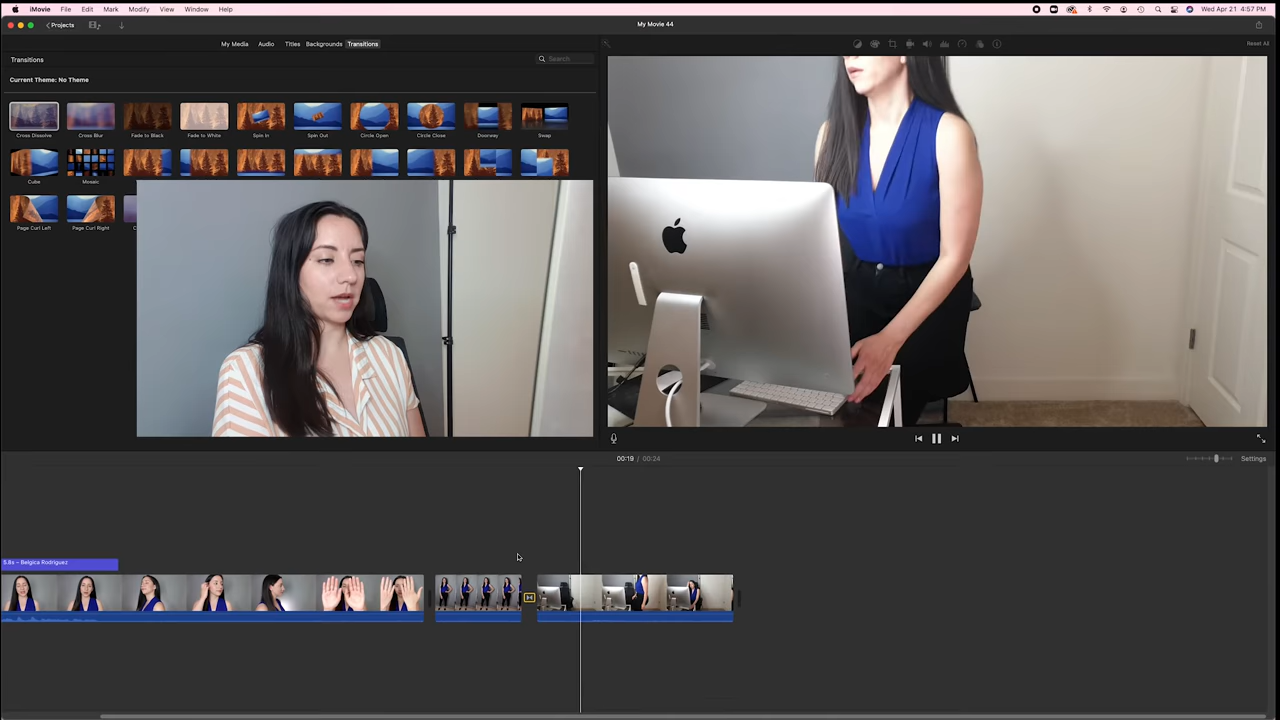 iMovie File Edit Mark Modify View Window Help Wed Apr 21 4:57 PM
Projects My Movie 44
My Media Audio Titles Backgrounds Transitions
Transitions Search Reset All
Current Theme: No Theme
Cross Dissolve Cross Blur Fade to Black Fade to White Spin In Spin Out Circle Open Circle Close Doorway Swap
Cube Mosaic
Page Curl Left Page Curl Right
00:19 / 00:24 Settings
5.8s – Belgica Rodriguez